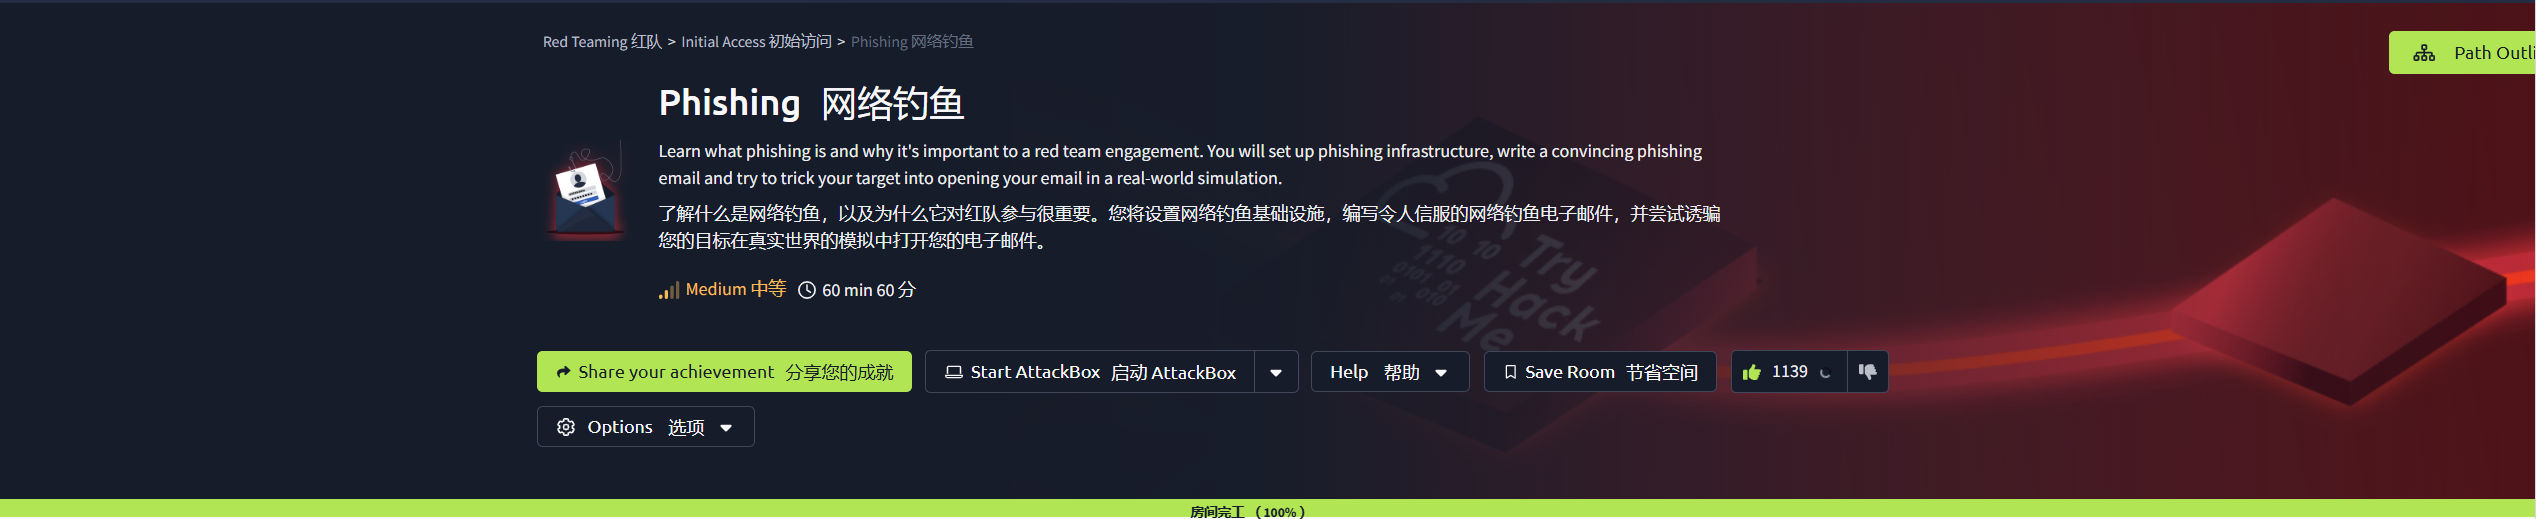 Red Teaming 红队 > Initial Access 初始访问 > Phishing 网络钓鱼
Path Outli
Phishing 网络钓鱼
Learn what phishing is and why it's important to a red team engagement. You will set up phishing infrastructure, write a convincing phishing
email and try to trick your target into opening your email in a real-world simulation.
了解什么是网络钓鱼，以及为什么它对红队参与很重要。您将设置网络钓鱼基础设施，编写令人信服的网络钓鱼电子邮件，并尝试诱骗
您的目标在真实世界的模拟中打开您的电子邮件。
10 10
1110
0101 01
01 010
Try
Hack
Me
Medium 中等 60 min 60 分
Share your achievement 分享您的成就 Start AttackBox 启动 AttackBox Help 帮助 Save Room 节省空间 1139
Options 选项
房间完工 （ 100% ）